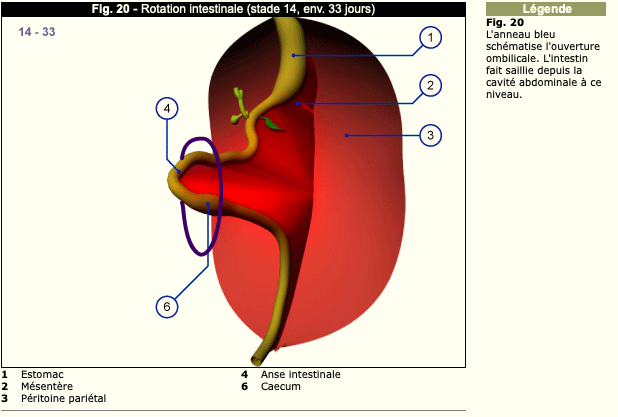 Fig. 20 - Rotation intestinale (stade 14, env. 33 jours)
14 - 33
1
2
3
4
6
1 Estomac
2 Mésentère
3 Péritoine pariétal
4 Anse intestinale
6 Caecum
Légende
Fig. 20
L'anneau bleu
schématise l'ouverture
ombilicale. L'intestin
fait saillie depuis la
cavité abdominale à ce
niveau.